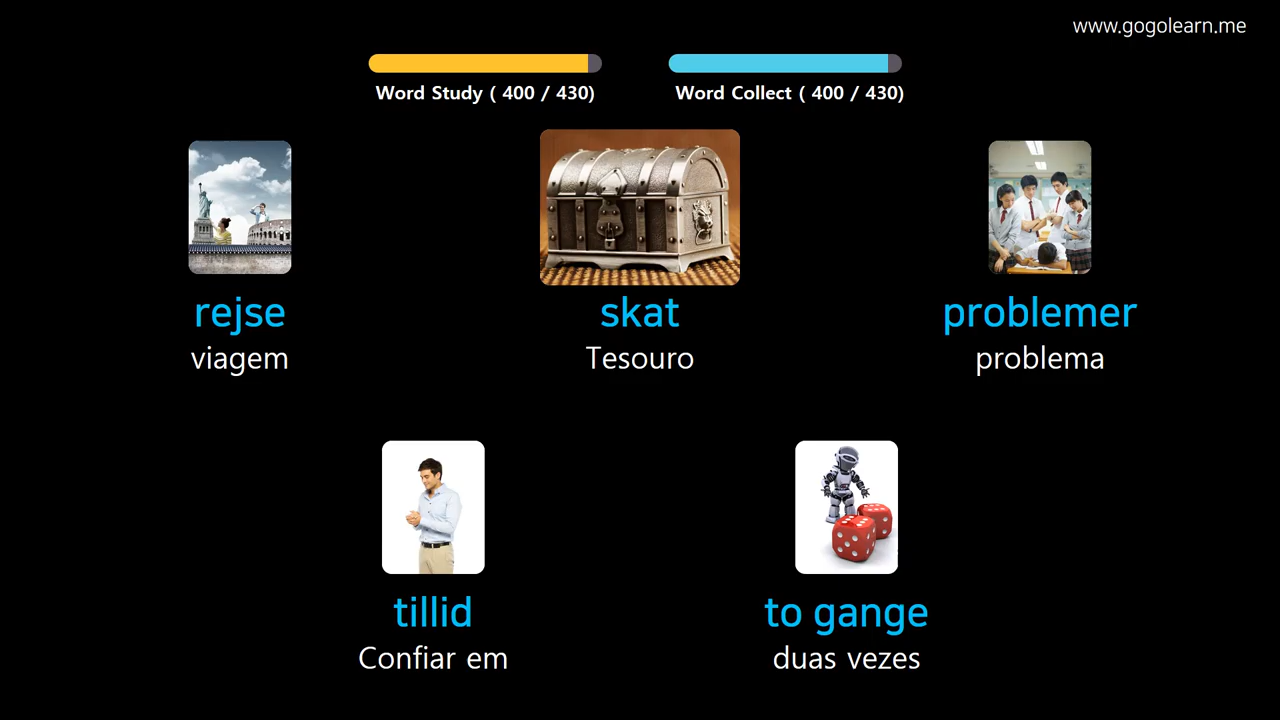 www.gogolearn.me
Word Study ( 400 / 430)
Word Collect ( 400 / 430)
rejse
viagem
skat
Tesouro
problemer
problema
tillid
Confiar em
to gange
duas vezes